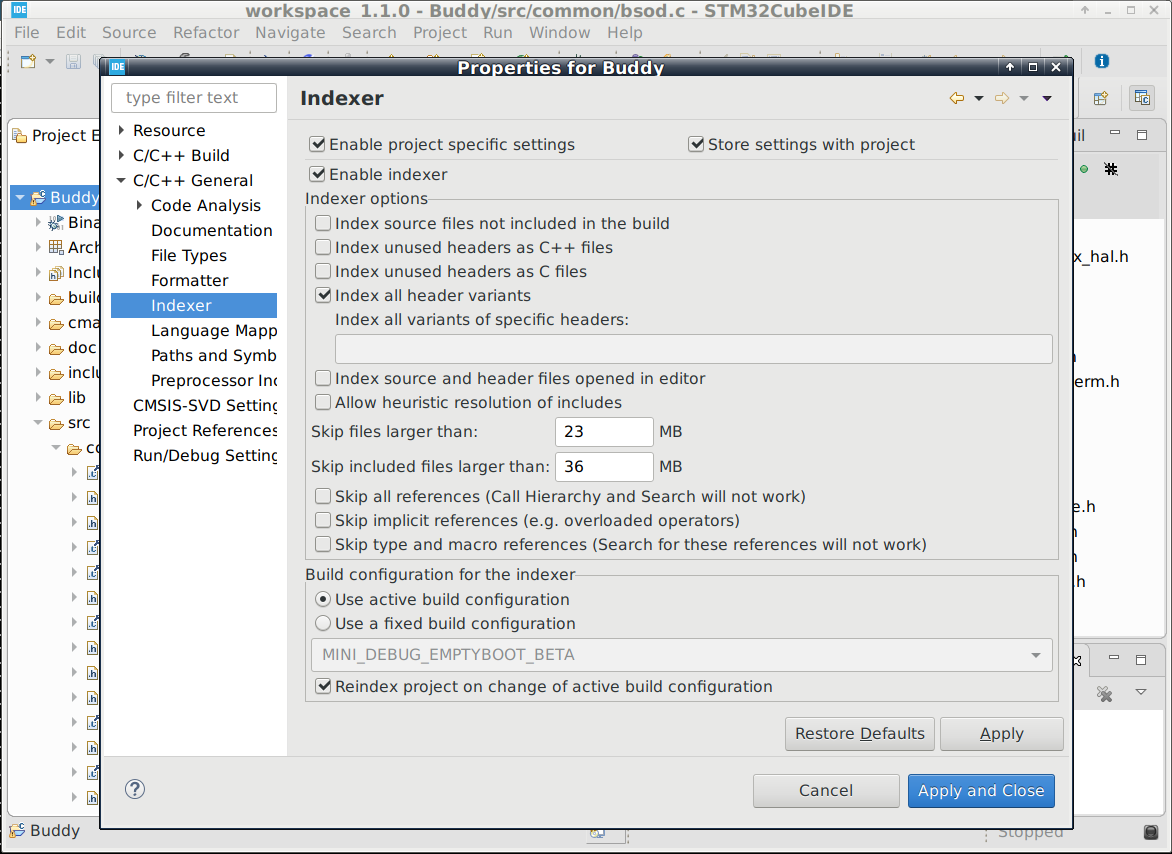 IDE workspace_1.1.0 - Buddy/src/common/bsod.c - STM32CubeIDE
File Edit Source Refactor Navigate Search Project Run Window Help
IDE Properties for Buddy
type filter text
Resource
C/C++ Build
C/C++ General
Code Analysis
Documentation
File Types
Formatter
Indexer
Language Mapp
Paths and Symb
Preprocessor Inc
CMSIS-SVD Setting
Project References
Run/Debug Setting
Indexer
Enable project specific settings
Store settings with project
Enable indexer
Indexer options
Index source files not included in the build
Index unused headers as C++ files
Index unused headers as C files
Index all header variants
Index all variants of specific headers:
Index source and header files opened in editor
Allow heuristic resolution of includes
Skip files larger than: 23 MB
Skip included files larger than: 36 MB
Skip all references (Call Hierarchy and Search will not work)
Skip implicit references (e.g. overloaded operators)
Skip type and macro references (Search for these references will not work)
Build configuration for the indexer
Use active build configuration
Use a fixed build configuration
MINI_DEBUG_EMPTYBOOT_BETA
Reindex project on change of active build configuration
Restore Defaults Apply
Cancel Apply and Close
Project E
Buddy
Bina
Arch
Inclu
build
cma
doc
inclu
lib
src
co
x_hal.h
erm.h
e.h
.h
Buddy
Stopped